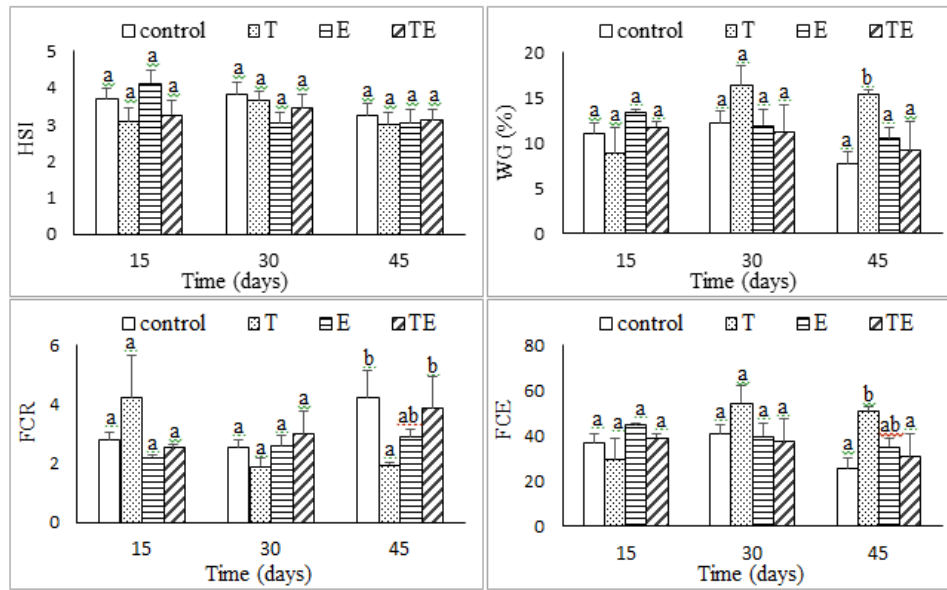 control T E TE
5
4
3
2
1
0
HSI
a a a a
a a a a
a a a a
15 30 45
Time (days)
control T E TE
20
15
10
5
0
WG (%)
a a a a
a a a a
a b a a
15 30 45
Time (days)
control T E TE
6
4
2
0
FCR
a a a a
a a a a
b a ab b
15 30 45
Time (days)
control T E TE
80
60
40
20
0
FCE
a a a a
a a a a
a b ab a
15 30 45
Time (days)